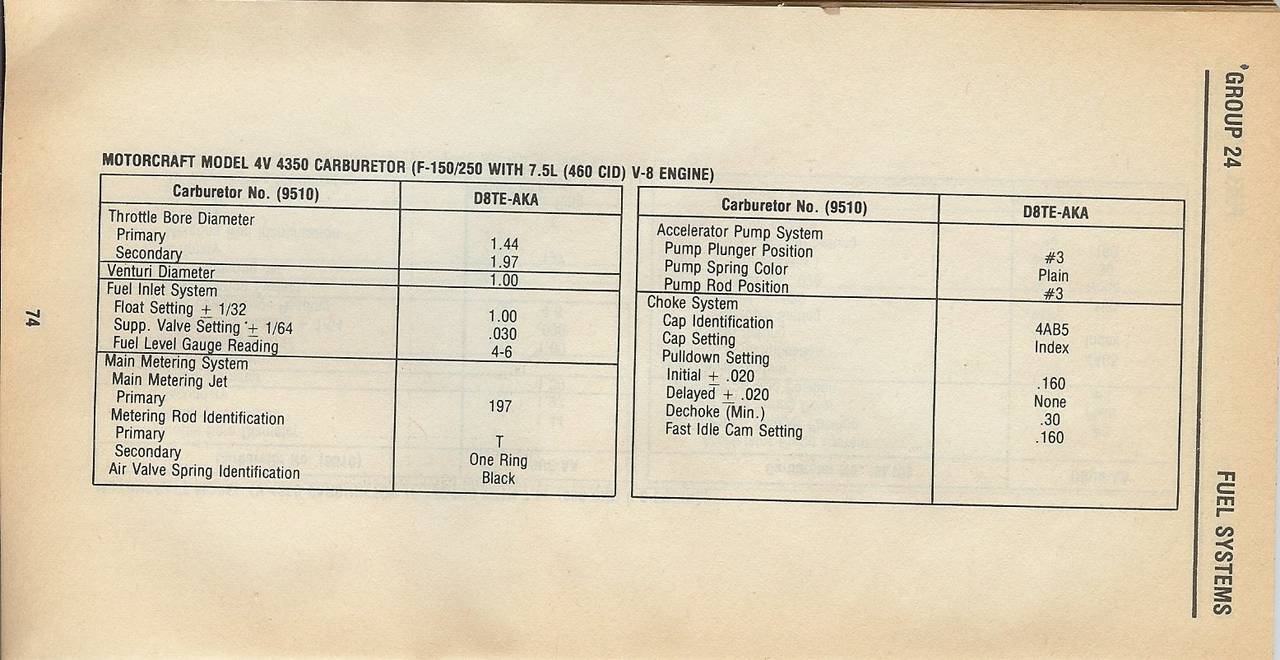 GROUP 24
FUEL SYSTEMS
MOTORCRAFT MODEL 4V 4350 CARBURETOR (F-150/250 WITH 7.5L (460 CID) V-8 ENGINE)
Carburetor No. (9510) D8TE-AKA
Throttle Bore Diameter
Primary 1.44
Secondary 1.97
Venturi Diameter 1.00
Fuel Inlet System
Float Setting ± 1/32 1.00
Supp. Valve Setting ± 1/64 .030
Fuel Level Gauge Reading 4-6
Main Metering System
Main Metering Jet
Primary 197
Metering Rod Identification
Primary T
Secondary One Ring
Air Valve Spring Identification Black
Carburetor No. (9510) D8TE-AKA
Accelerator Pump System
Pump Plunger Position #3
Pump Spring Color Plain
Pump Rod Position #3
Choke System
Cap Identification 4AB5
Cap Setting Index
Pulldown Setting
Initial ± .020 .160
Delayed ± .020 None
Dechoke (Min.) .30
Fast Idle Cam Setting .160
74